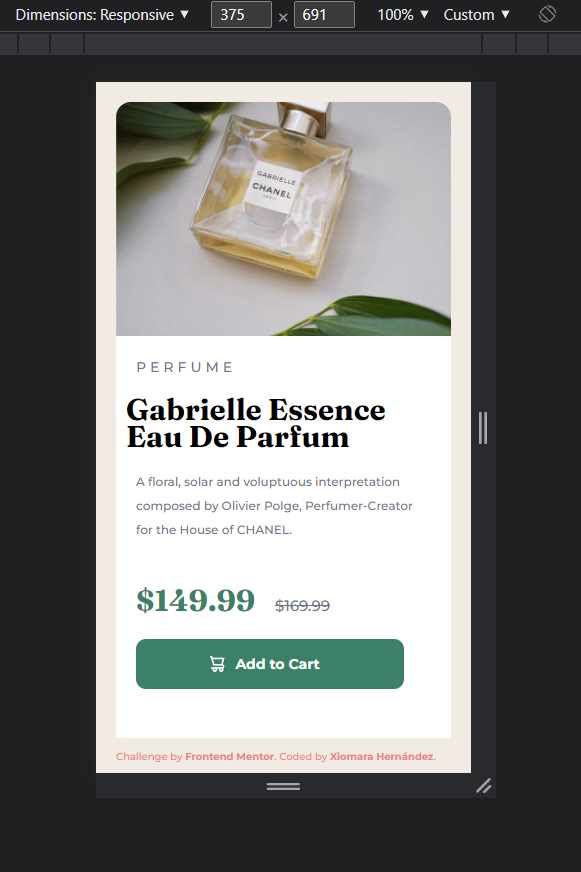 Dimensions: Responsive ▼ 375 × 691 100% ▼ Custom ▼
GABRIELLE
CHANEL
PARIS
PERFUME
Gabrielle Essence
Eau De Parfum
A floral, solar and voluptuous interpretation
composed by Olivier Polge, Perfumer-Creator
for the House of CHANEL.
$149.99 $169.99
Add to Cart
Challenge by Frontend Mentor. Coded by Xiomara Hernández.